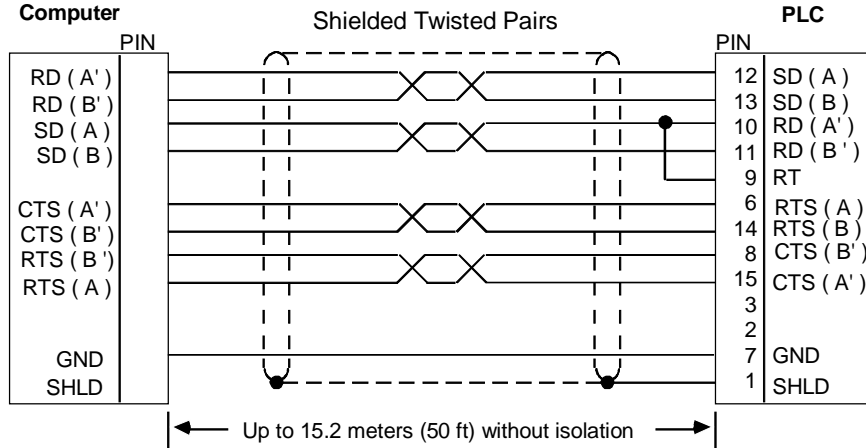 Computer
Shielded Twisted Pairs
PLC
PIN
PIN
RD ( A' )
12 SD ( A )
RD ( B' )
13 SD ( B )
SD ( A )
10 RD ( A' )
SD ( B )
11 RD ( B ' )
9 RT
CTS ( A' )
6 RTS ( A )
CTS ( B' )
14 RTS ( B )
RTS ( B ')
8 CTS ( B' )
RTS ( A )
15 CTS ( A' )
3
2
GND
7 GND
SHLD
1 SHLD
Up to 15.2 meters (50 ft) without isolation